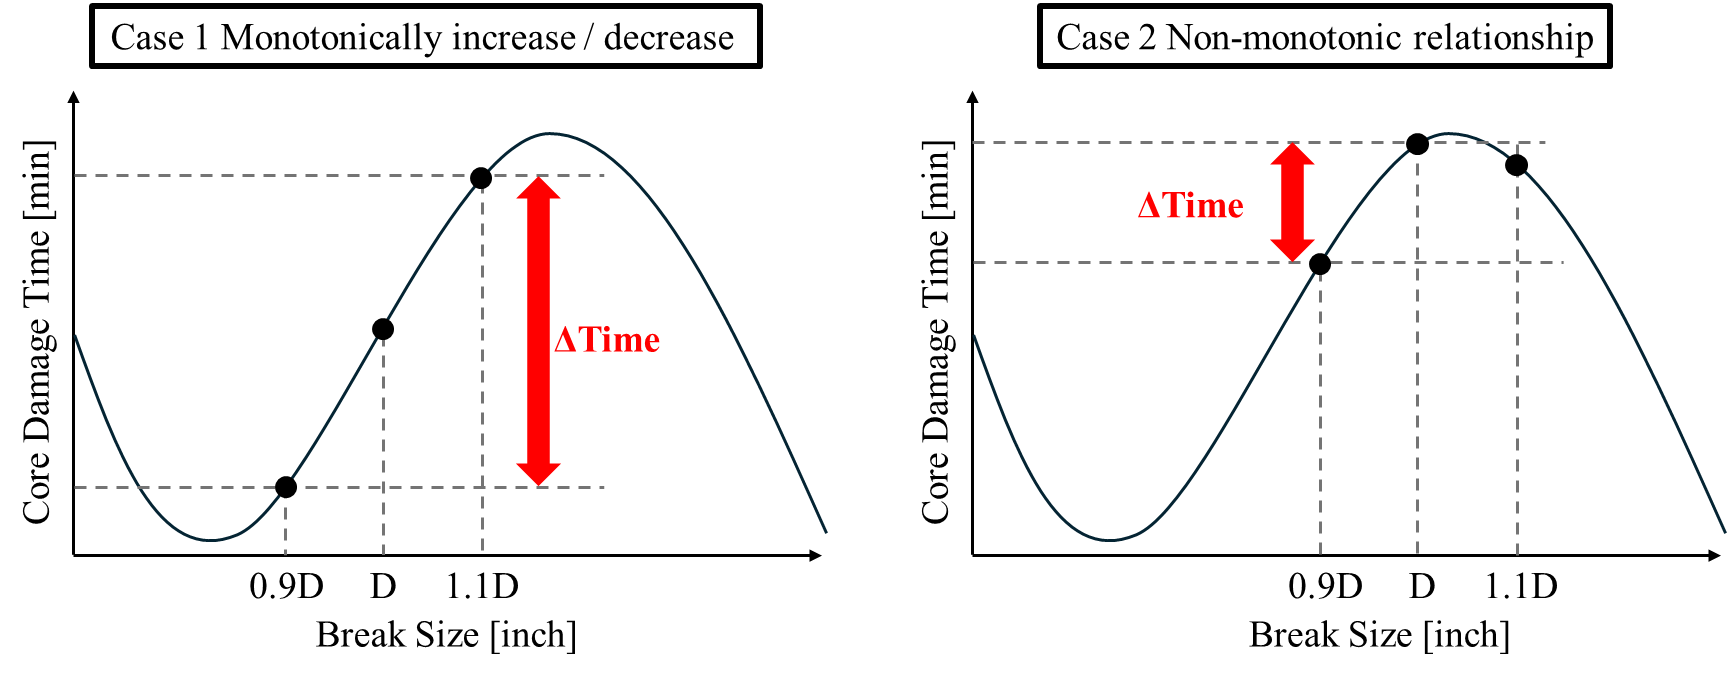 Case 1 Monotonically increase / decrease
Core Damage Time [min]
ΔTime
0.9D D 1.1D
Break Size [inch]
Case 2 Non-monotonic relationship
Core Damage Time [min]
ΔTime
0.9D D 1.1D
Break Size [inch]